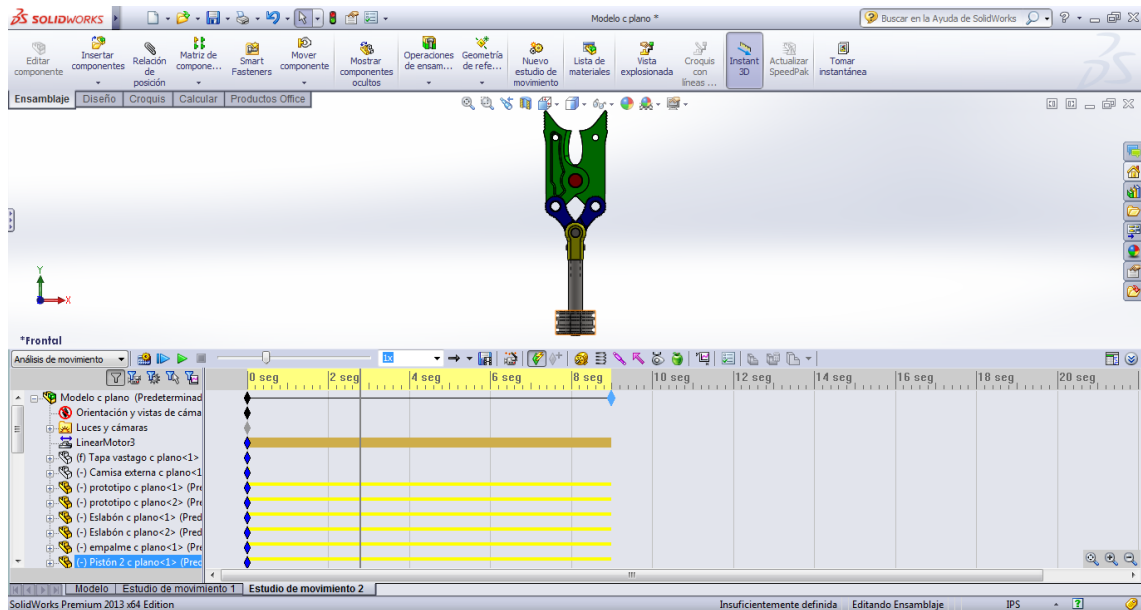 SOLIDWORKS
Modelo c plano *
Buscar en la Ayuda de SolidWorks
Editar componente
Insertar componentes
Relación de posición
Matriz de compone...
Smart Fasteners
Mover componente
Mostrar componentes ocultos
Operaciones de ensam...
Geometría de refe...
Nuevo estudio de movimiento
Lista de materiales
Vista explosionada
Croquis con líneas ...
Instant 3D
Actualizar SpeedPak
Tomar instantánea
Ensamblaje Diseño Croquis Calcular Productos Office
Y
X
*Frontal
Análisis de movimiento
1x
0 seg 2 seg 4 seg 6 seg 8 seg 10 seg 12 seg 14 seg 16 seg 18 seg 20 seg
Modelo c plano (Predeterminad
Orientación y vistas de cáma
Luces y cámaras
LinearMotor3
(f) Tapa vastago c plano<1>
(-) Camisa externa c plano<1
(-) prototipo c plano<1> (Pre
(-) prototipo c plano<2> (Pre
(-) Eslabón c plano<1> (Pred
(-) Eslabón c plano<2> (Pred
(-) empalme c plano<1> (Pre
(-) Pistón 2 c plano<1> (Prec
Modelo Estudio de movimiento 1 Estudio de movimiento 2
SolidWorks Premium 2013 x64 Edition
Insuficientemente definida Editando Ensamblaje IPS